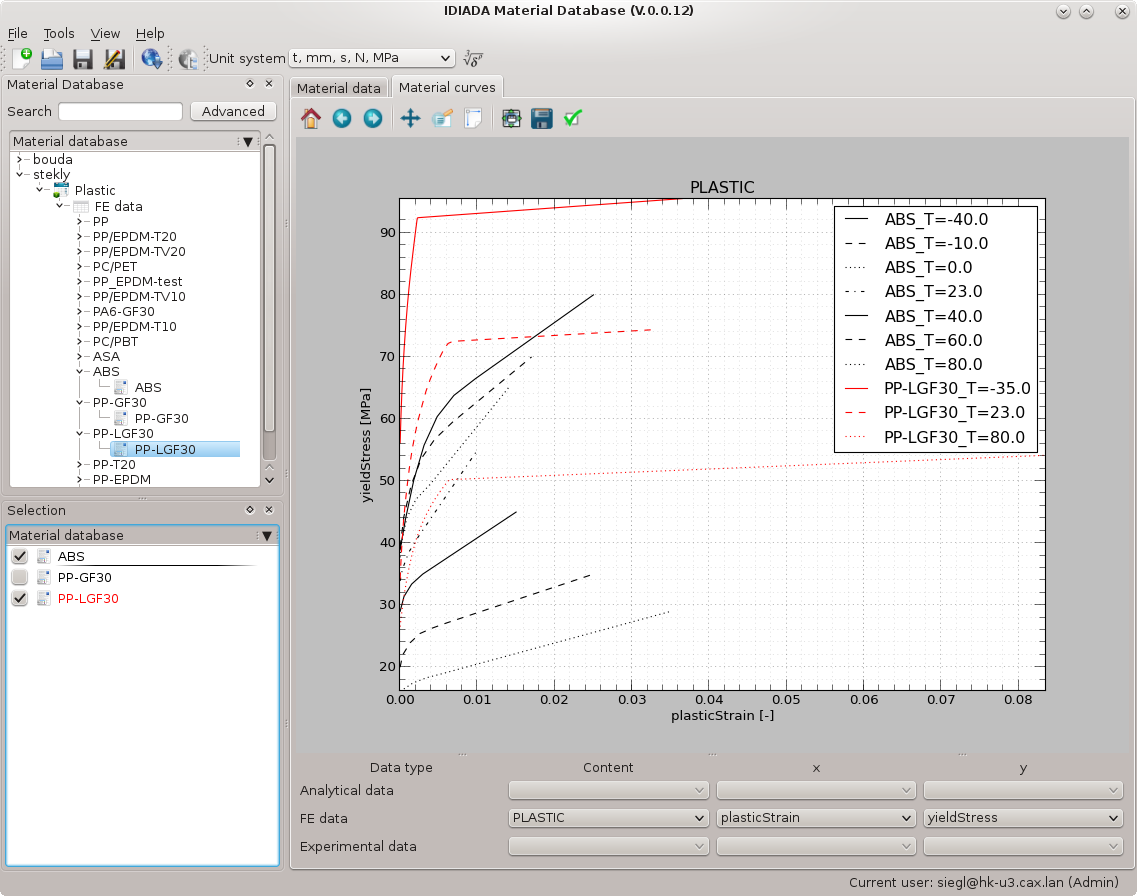 IDIADA Material Database (V.0.0.12)
File Tools View Help
Unit system t, mm, s, N, MPa
Material Database
Search Advanced
Material database
bouda
stekly
Plastic
FE data
PP
PP/EPDM-T20
PP/EPDM-TV20
PC/PET
PP_EPDM-test
PP/EPDM-TV10
PA6-GF30
PP/EPDM-T10
PC/PBT
ASA
ABS
ABS
PP-GF30
PP-GF30
PP-LGF30
PP-LGF30
PP-T20
PP-EPDM
Selection
Material database
ABS
PP-GF30
PP-LGF30
Material data Material curves
PLASTIC
ABS_T=-40.0
ABS_T=-10.0
ABS_T=0.0
ABS_T=23.0
ABS_T=40.0
ABS_T=60.0
ABS_T=80.0
PP-LGF30_T=-35.0
PP-LGF30_T=23.0
PP-LGF30_T=80.0
90
80
70
60
50
40
30
20
yieldStress [MPa]
0.00 0.01 0.02 0.03 0.04 0.05 0.06 0.07 0.08
plasticStrain [-]
Data type Content x y
Analytical data
FE data PLASTIC plasticStrain yieldStress
Experimental data
Current user: siegl@hk-u3.cax.lan (Admin)